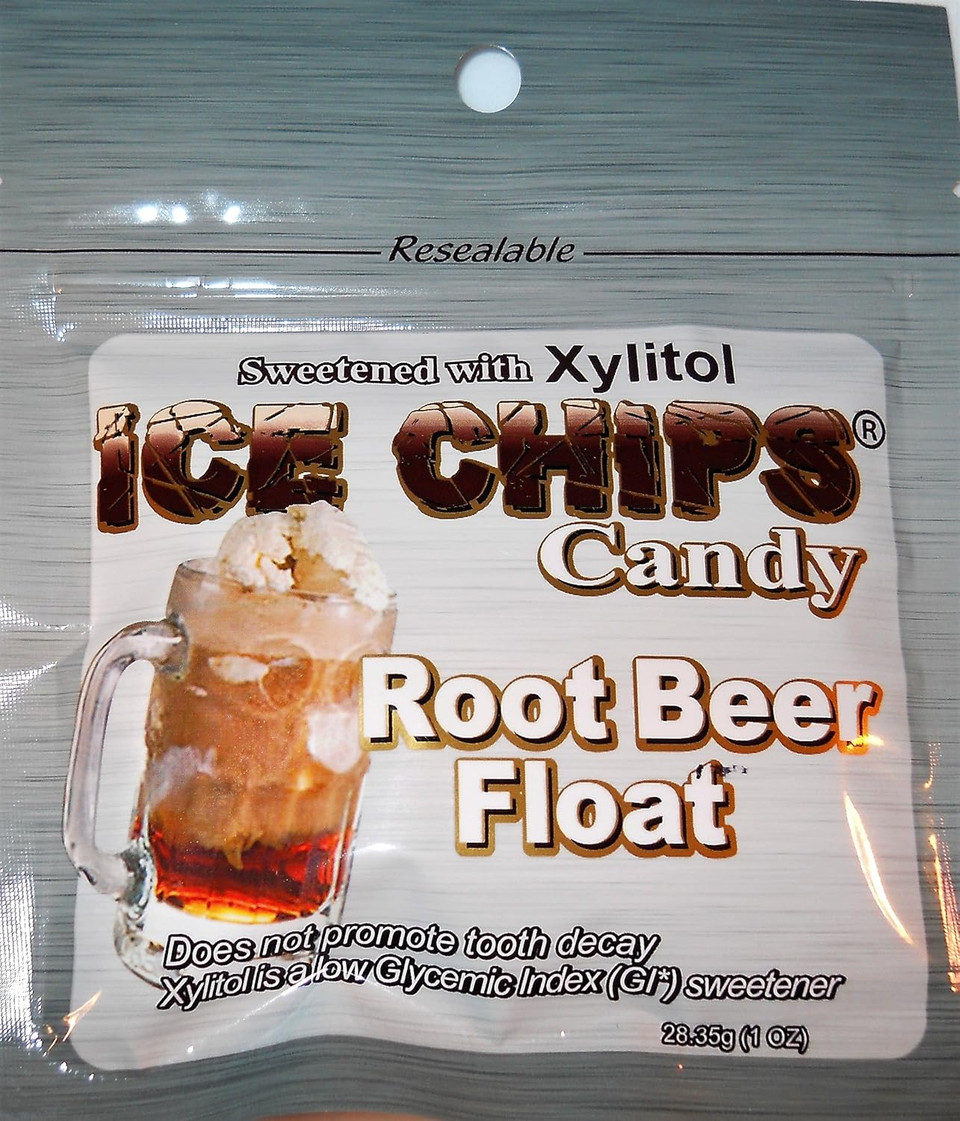 Resealable
Sweetened with Xylitol
ICE CHIPS®
Candy
Root Beer
Float
Does not promote tooth decay
Xylitol is a low Glycemic Index (GI*) sweetener
28.35g (1 OZ)